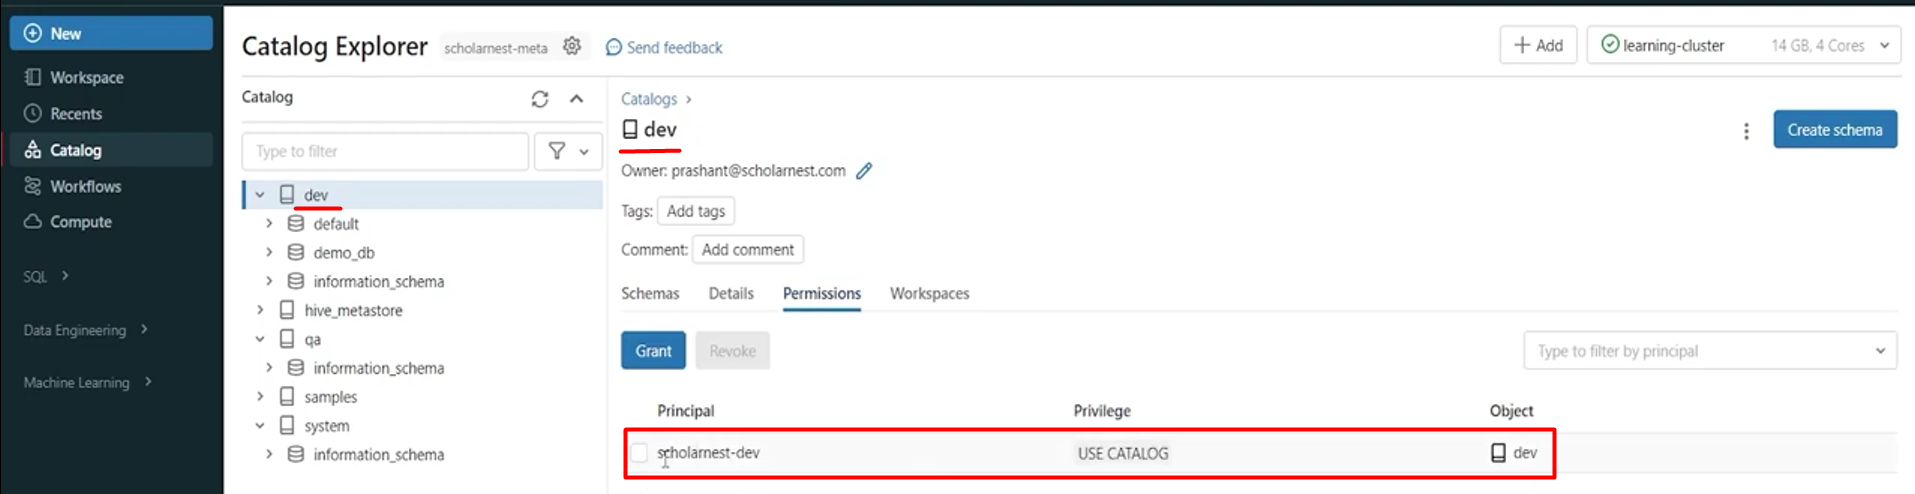 New
Workspace
Recents
Catalog
Workflows
Compute
SQL
Data Engineering
Machine Learning
Catalog Explorer
scholarnest-meta
Send feedback
Add
learning-cluster 14 GB, 4 Cores
Catalog
Type to filter
dev
default
demo_db
information_schema
hive_metastore
qa
information_schema
samples
system
information_schema
Catalogs
dev
Create schema
Owner: prashant@scholarnest.com
Tags: Add tags
Comment: Add comment
Schemas Details Permissions Workspaces
Grant Revoke
Type to filter by principal
Principal Privilege Object
scholarnest-dev USE CATALOG dev